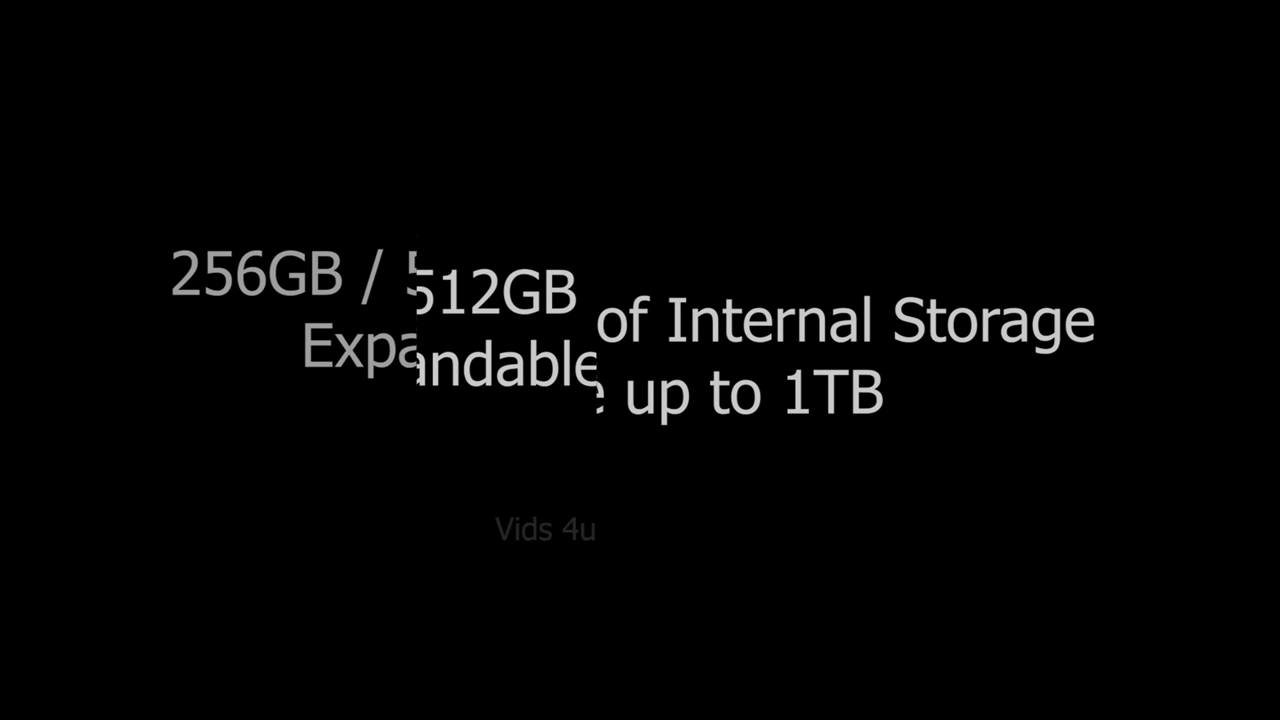 256GB / 512GB of Internal Storage
Expandable up to 1TB
Vids 4u